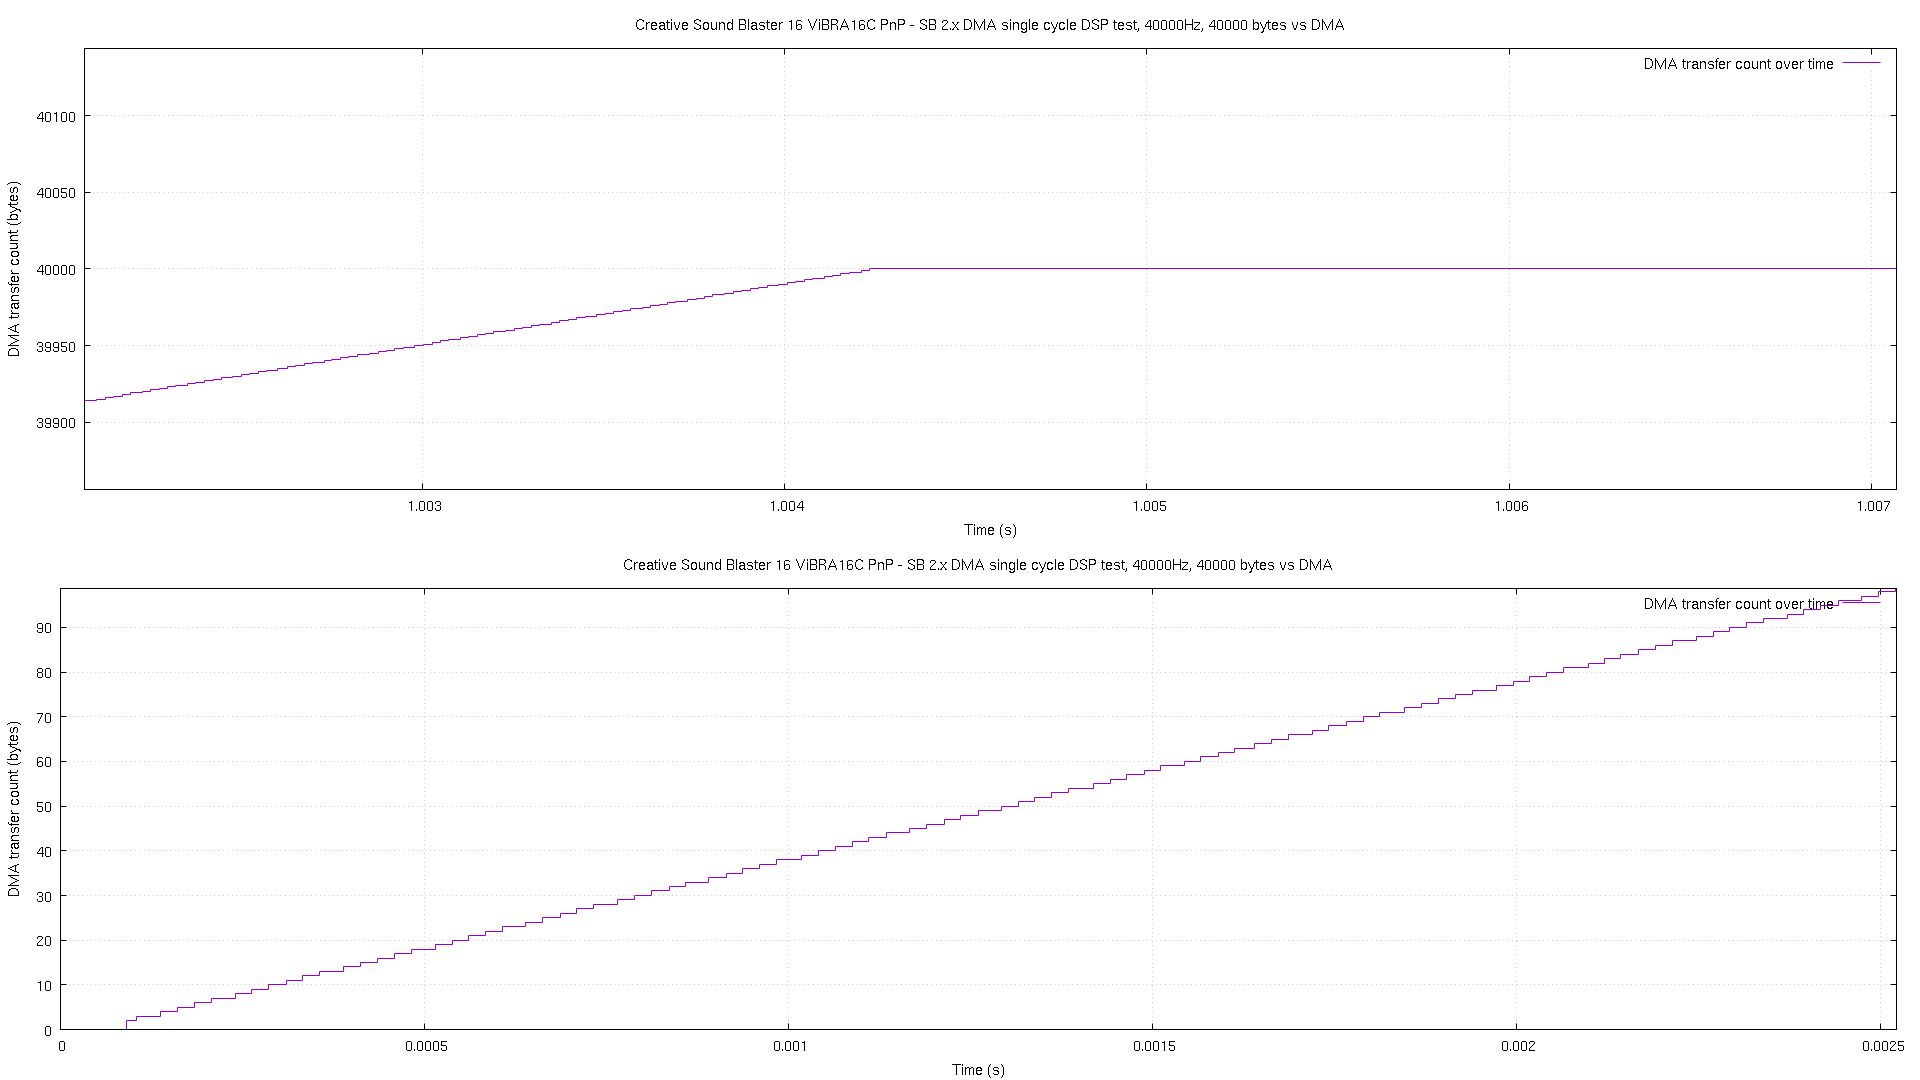 Creative Sound Blaster 16 ViBRA16C PnP - SB 2.x DMA single cycle DSP test, 40000Hz, 40000 bytes vs DMA
DMA transfer count over time
40100
40050
40000
39950
39900
DMA transfer count (bytes)
1.003 1.004 1.005 1.006 1.007
Time (s)
Creative Sound Blaster 16 ViBRA16C PnP - SB 2.x DMA single cycle DSP test, 40000Hz, 40000 bytes vs DMA
DMA transfer count over time
90
80
70
60
50
40
30
20
10
0
DMA transfer count (bytes)
0 0.0005 0.001 0.0015 0.002 0.0025
Time (s)